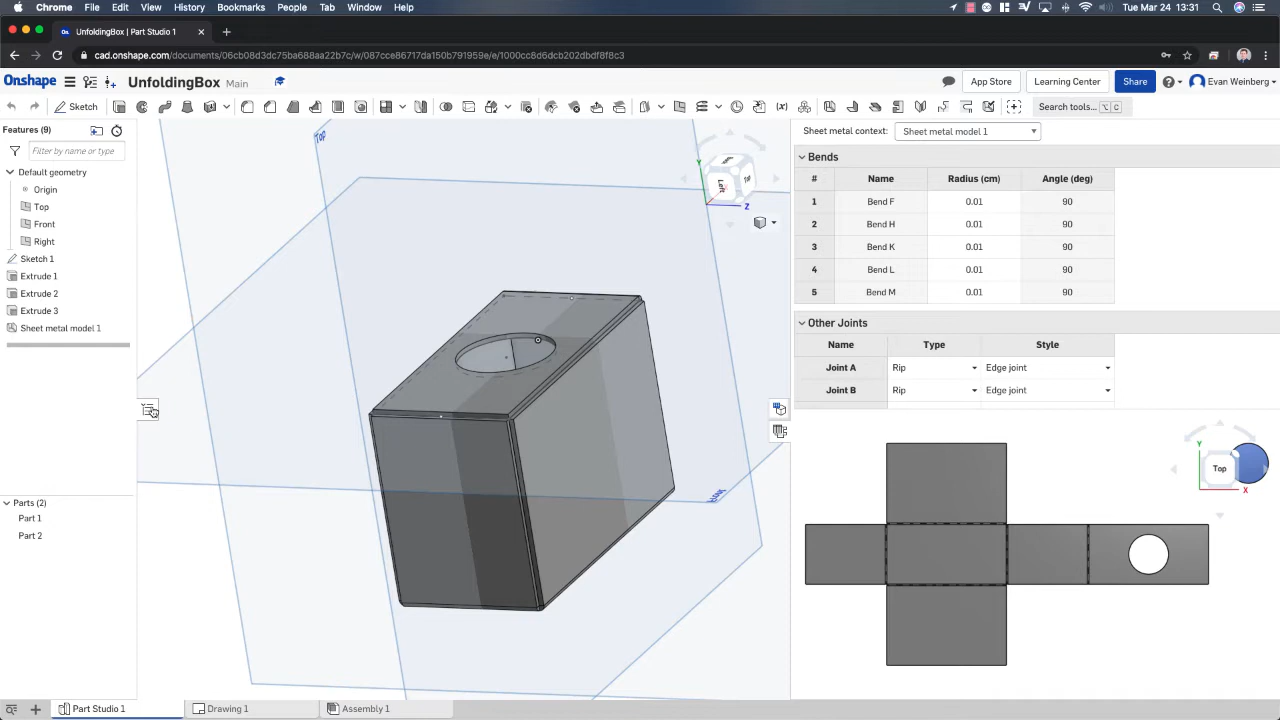 Chrome File Edit View History Bookmarks People Tab Window Help Tue Mar 24 13:31
UnfoldingBox | Part Studio 1
cad.onshape.com/documents/06cb08d3dc75ba688aa22b7c/w/087cce86717da150b791959e/e/1000cc8d6dcb202dbdf8f8c3
Onshape UnfoldingBox Main App Store Learning Center Share Evan Weinberg
Sketch Search tools... ⌥ C
Features (9)
Filter by name or type
Default geometry
Origin
Top
Front
Right
Sketch 1
Extrude 1
Extrude 2
Extrude 3
Sheet metal model 1
Parts (2)
Part 1
Part 2
Top
Left
Y
Z
Sheet metal context: Sheet metal model 1
Bends
# Name Radius (cm) Angle (deg)
1 Bend F 0.01 90
2 Bend H 0.01 90
3 Bend K 0.01 90
4 Bend L 0.01 90
5 Bend M 0.01 90
Other Joints
Name Type Style
Joint A Rip Edge joint
Joint B Rip Edge joint
Y
Top
X
Part Studio 1 Drawing 1 Assembly 1